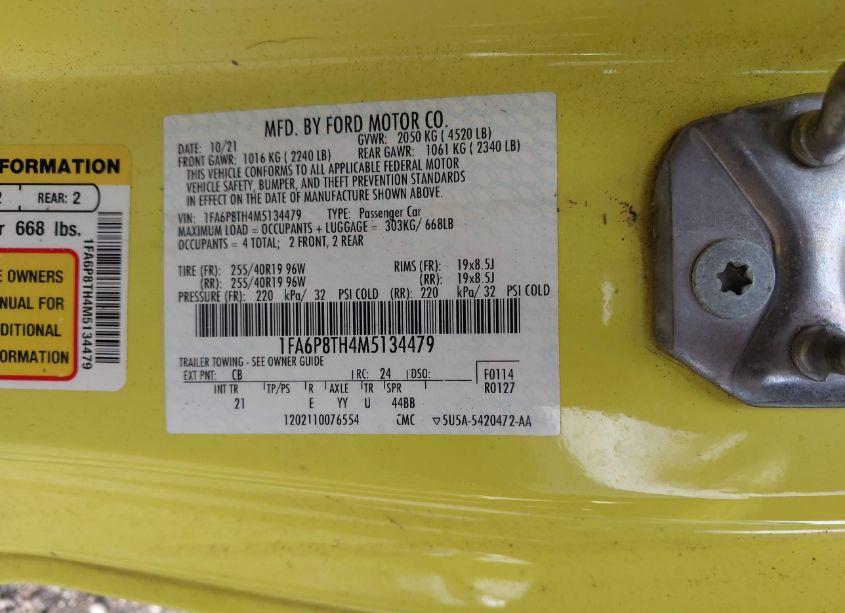 FORMATION
2 REAR: 2
r 668 lbs.
1FA6P8TH4M5134479
E OWNERS
NUAL FOR
DITIONAL
FORMATION
MFD. BY FORD MOTOR CO.
DATE: 10/21 GVWR: 2050 KG ( 4520 LB)
FRONT GAWR: 1016 KG ( 2240 LB) REAR GAWR: 1061 KG ( 2340 LB)
THIS VEHICLE CONFORMS TO ALL APPLICABLE FEDERAL MOTOR
VEHICLE SAFETY, BUMPER, AND THEFT PREVENTION STANDARDS
IN EFFECT ON THE DATE OF MANUFACTURE SHOWN ABOVE.
VIN: 1FA6P8TH4M5134479 TYPE: Passenger Car
MAXIMUM LOAD = OCCUPANTS + LUGGAGE = 303KG/ 668LB
OCCUPANTS = 4 TOTAL; 2 FRONT, 2 REAR
TIRE (FR): 255/40R19 96W RIMS (FR): 19x8.5J
(RR): 255/40R19 96W (RR): 19x8.5J
PRESSURE (FR): 220 kPa/ 32 PSI COLD (RR): 220 kPa/ 32 PSI COLD
1FA6P8TH4M5134479
TRAILER TOWING - SEE OWNER GUIDE
EXT PNT: CB RC: 24 DSO: F0114
R0127
INT TR TP/PS R AXLE TR SPR
21 E YY U 44BB
1202110076554 CMC ▽5U5A-5420472-AA